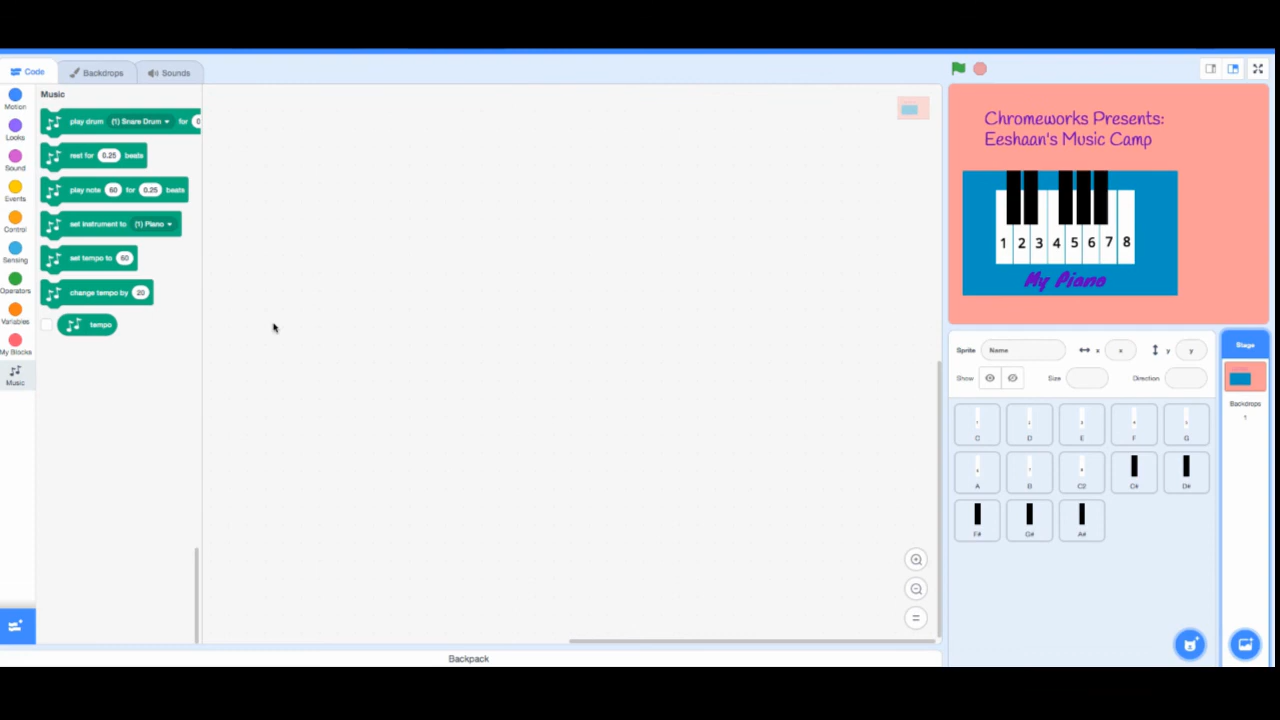 Code
Backdrops
Sounds
Motion
Looks
Sound
Events
Control
Sensing
Operators
Variables
My Blocks
Music
Music
play drum (1) Snare Drum for 0
rest for 0.25 beats
play note 60 for 0.25 beats
set instrument to (1) Piano
set tempo to 60
change tempo by 20
tempo
Backpack
Chromeworks Presents:
Eeshaan's Music Camp
1 2 3 4 5 6 7 8
My Piano
Sprite Name x x y y
Show Size Direction
Stage
Backdrops
1
C D E F G
A B C2 C# D#
F# G# A#